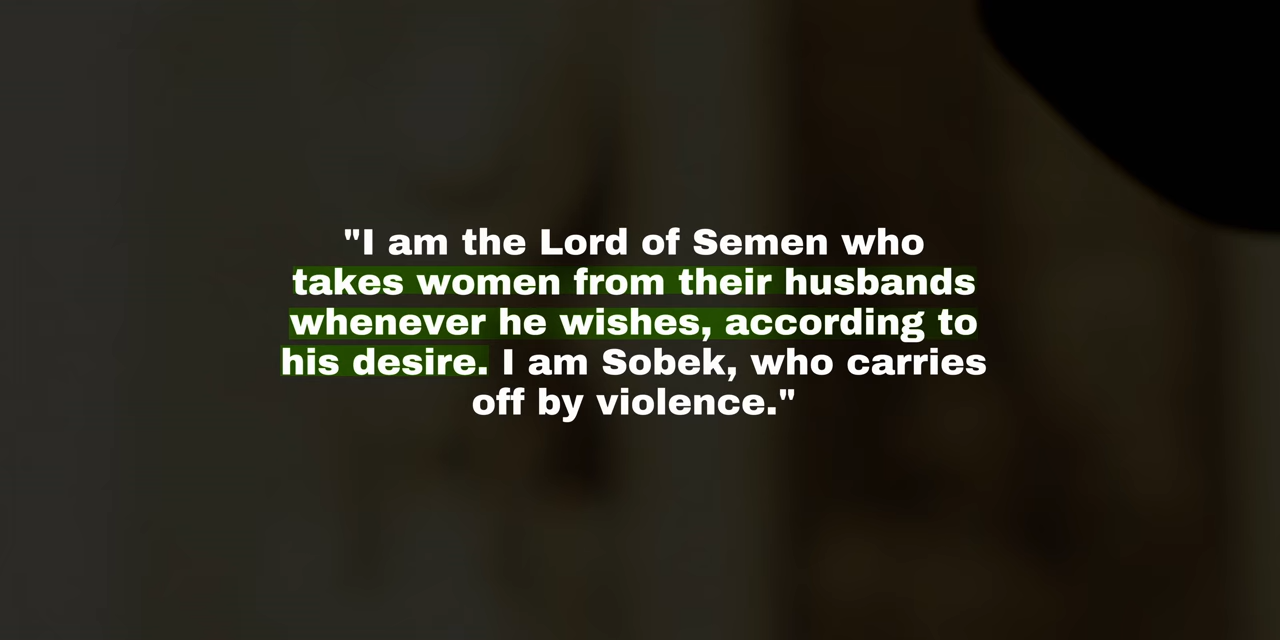 "I am the Lord of Semen who
takes women from their husbands
whenever he wishes, according to
his desire. I am Sobek, who carries
off by violence."